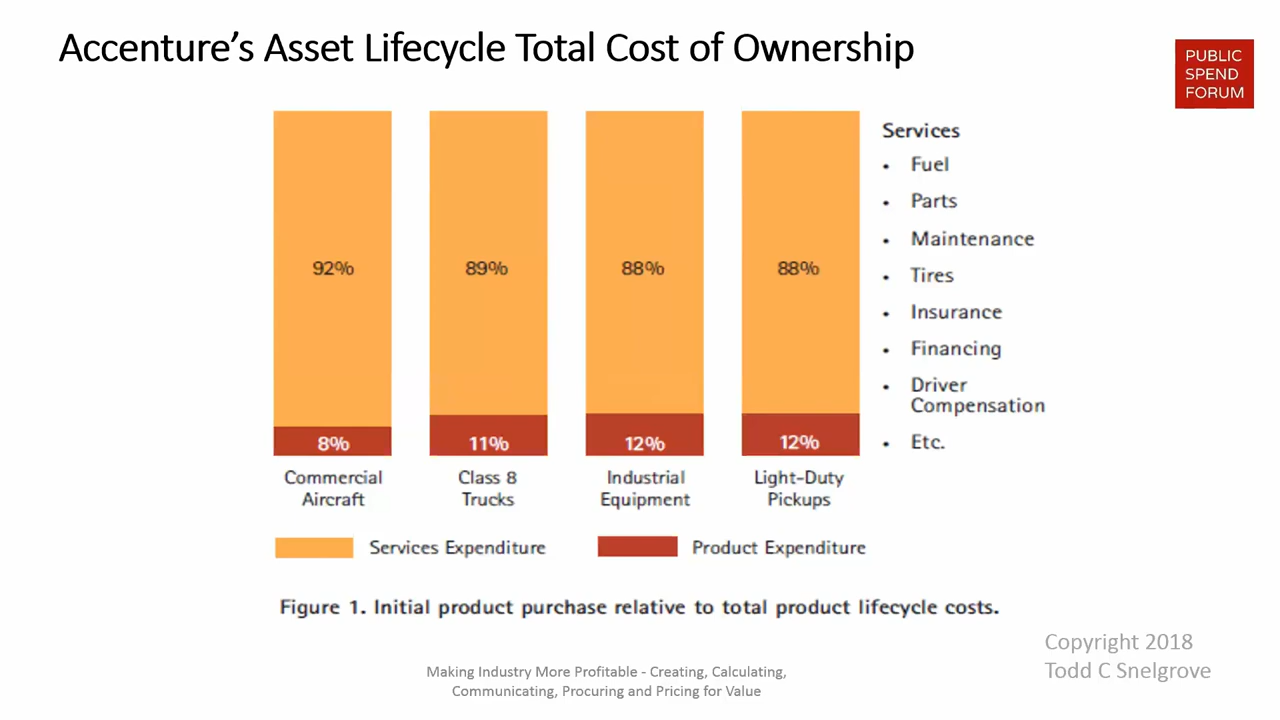 Accenture’s Asset Lifecycle Total Cost of Ownership
PUBLIC
SPEND
FORUM
92%
89%
88%
88%
8%
11%
12%
12%
Commercial
Aircraft
Class 8
Trucks
Industrial
Equipment
Light-Duty
Pickups
Services
• Fuel
• Parts
• Maintenance
• Tires
• Insurance
• Financing
• Driver
Compensation
• Etc.
Services Expenditure
Product Expenditure
Figure 1. Initial product purchase relative to total product lifecycle costs.
Copyright 2018
Todd C Snelgrove
Making Industry More Profitable - Creating, Calculating,
Communicating, Procuring and Pricing for Value